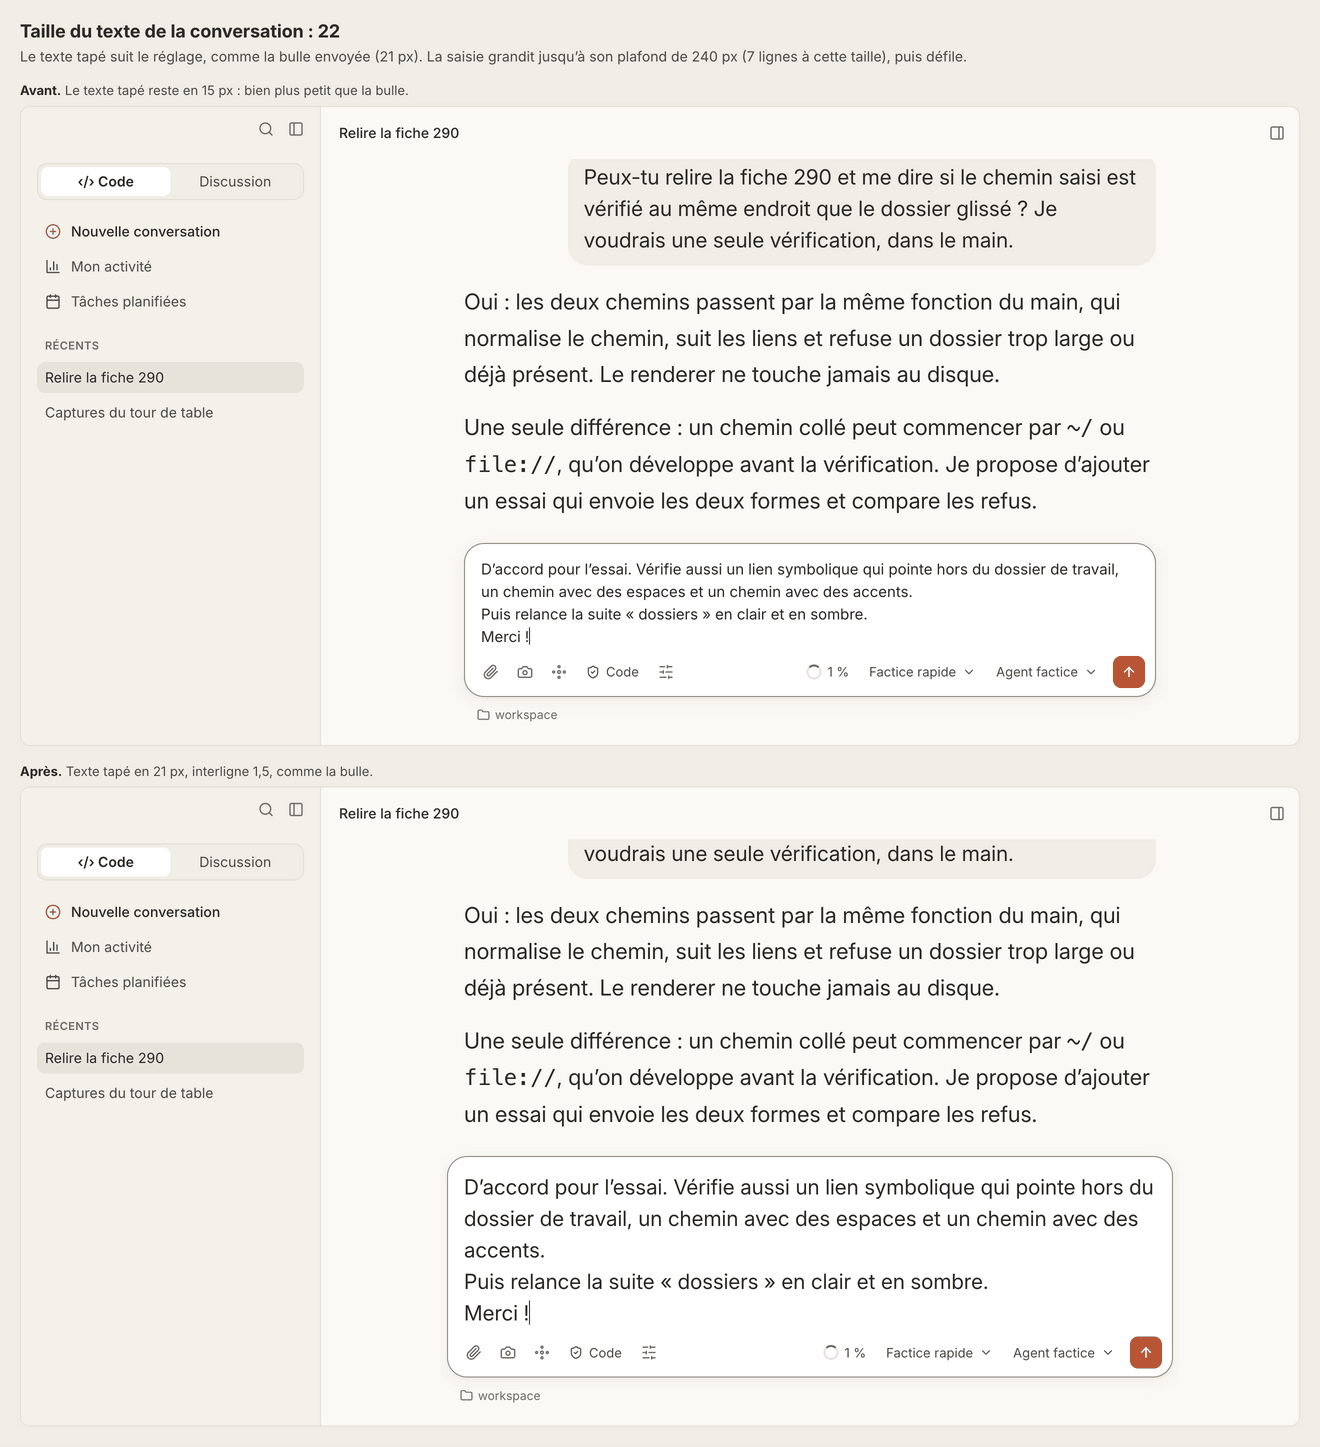 Taille du texte de la conversation : 22
Le texte tapé suit le réglage, comme la bulle envoyée (21 px). La saisie grandit jusqu’à son plafond de 240 px (7 lignes à cette taille), puis défile.
Avant. Le texte tapé reste en 15 px : bien plus petit que la bulle.
Relire la fiche 290
</> Code
Discussion
Nouvelle conversation
Mon activité
Tâches planifiées
RÉCENTS
Relire la fiche 290
Captures du tour de table
Peux-tu relire la fiche 290 et me dire si le chemin saisi est
vérifié au même endroit que le dossier glissé ? Je
voudrais une seule vérification, dans le main.
Oui : les deux chemins passent par la même fonction du main, qui
normalise le chemin, suit les liens et refuse un dossier trop large ou
déjà présent. Le renderer ne touche jamais au disque.
Une seule différence : un chemin collé peut commencer par ~/ ou
file://, qu’on développe avant la vérification. Je propose d’ajouter
un essai qui envoie les deux formes et compare les refus.
D’accord pour l’essai. Vérifie aussi un lien symbolique qui pointe hors du dossier de travail,
un chemin avec des espaces et un chemin avec des accents.
Puis relance la suite « dossiers » en clair et en sombre.
Merci !
Code 1 % Factice rapide Agent factice
workspace
Après. Texte tapé en 21 px, interligne 1,5, comme la bulle.
Relire la fiche 290
</> Code
Discussion
Nouvelle conversation
Mon activité
Tâches planifiées
RÉCENTS
Relire la fiche 290
Captures du tour de table
voudrais une seule vérification, dans le main.
Oui : les deux chemins passent par la même fonction du main, qui
normalise le chemin, suit les liens et refuse un dossier trop large ou
déjà présent. Le renderer ne touche jamais au disque.
Une seule différence : un chemin collé peut commencer par ~/ ou
file://, qu’on développe avant la vérification. Je propose d’ajouter
un essai qui envoie les deux formes et compare les refus.
D’accord pour l’essai. Vérifie aussi un lien symbolique qui pointe hors du
dossier de travail, un chemin avec des espaces et un chemin avec des
accents.
Puis relance la suite « dossiers » en clair et en sombre.
Merci !
Code 1 % Factice rapide Agent factice
workspace